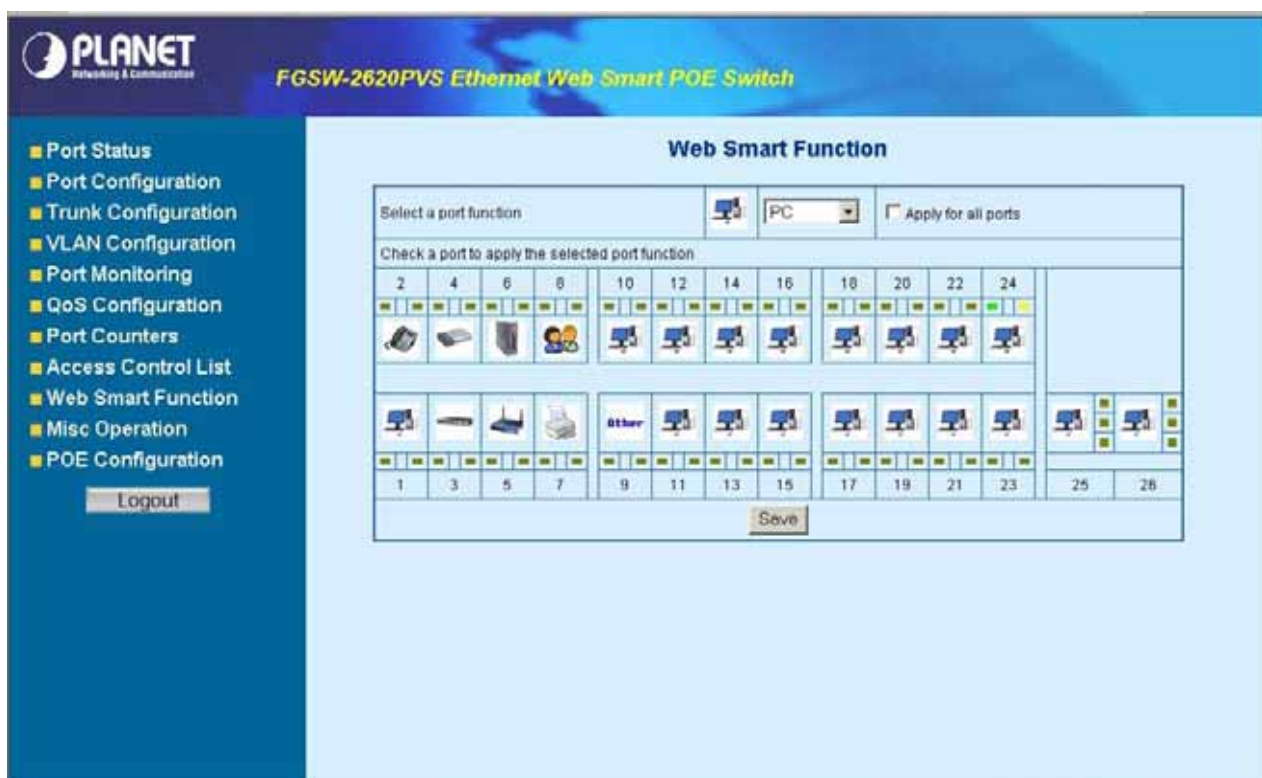 PLANET
Networking & Communication
FGSW-2620PVS Ethernet Web Smart POE Switch
Port Status
Port Configuration
Trunk Configuration
VLAN Configuration
Port Monitoring
QoS Configuration
Port Counters
Access Control List
Web Smart Function
Misc Operation
POE Configuration
Logout
Web Smart Function
Select a port function PC Apply for all ports
Check a port to apply the selected port function
2 4 6 8 10 12 14 16 18 20 22 24
Other
1 3 5 7 9 11 13 15 17 19 21 23 25 26
Save